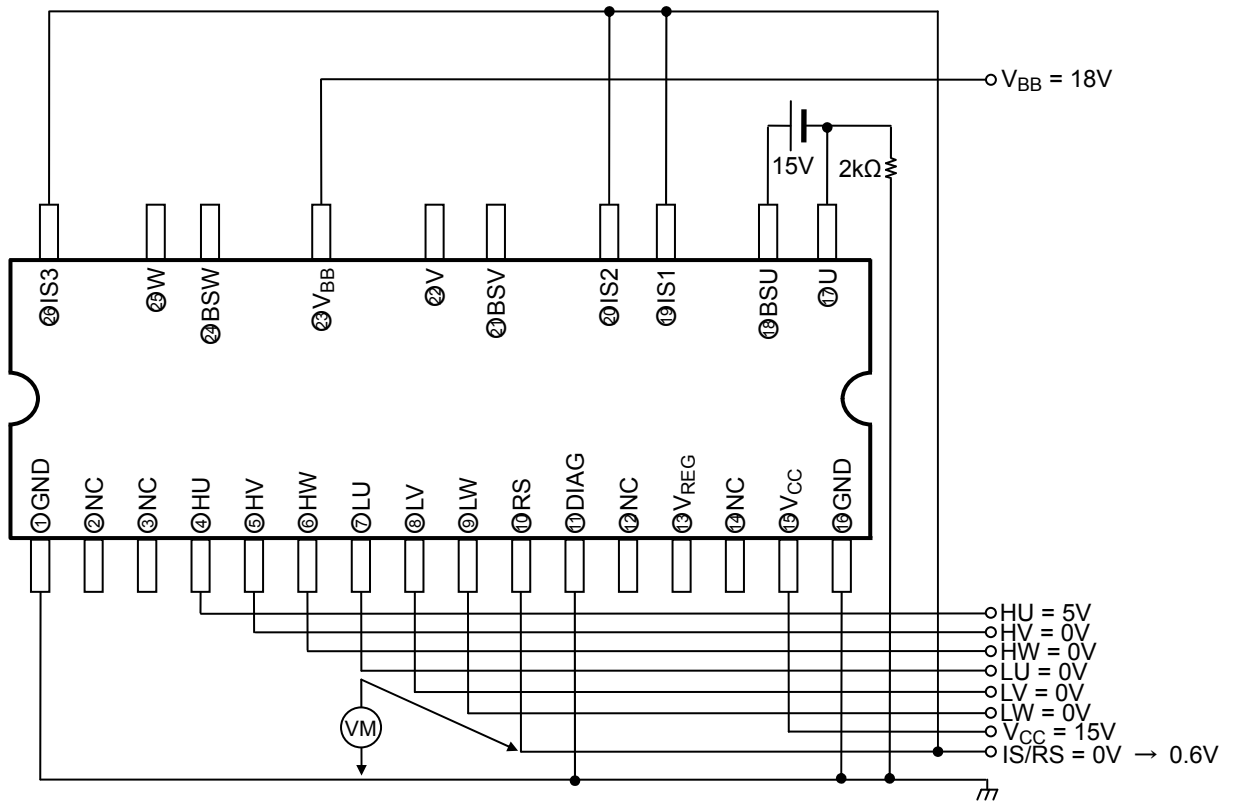 V_BB = 18V
15V
2kΩ
㉖IS3
㉕W
㉔BSW
㉓V_BB
㉒V
㉑BSV
⑳IS2
⑲IS1
⑱BSU
⑰U
①GND
②NC
③NC
④HU
⑤HV
⑥HW
⑦LU
⑧LV
⑨LW
⑩RS
⑪DIAG
⑫NC
⑬V_REG
⑭NC
⑮V_CC
⑯GND
HU = 5V
HV = 0V
HW = 0V
LU = 0V
LV = 0V
LW = 0V
V_CC = 15V
IS/RS = 0V → 0.6V
VM